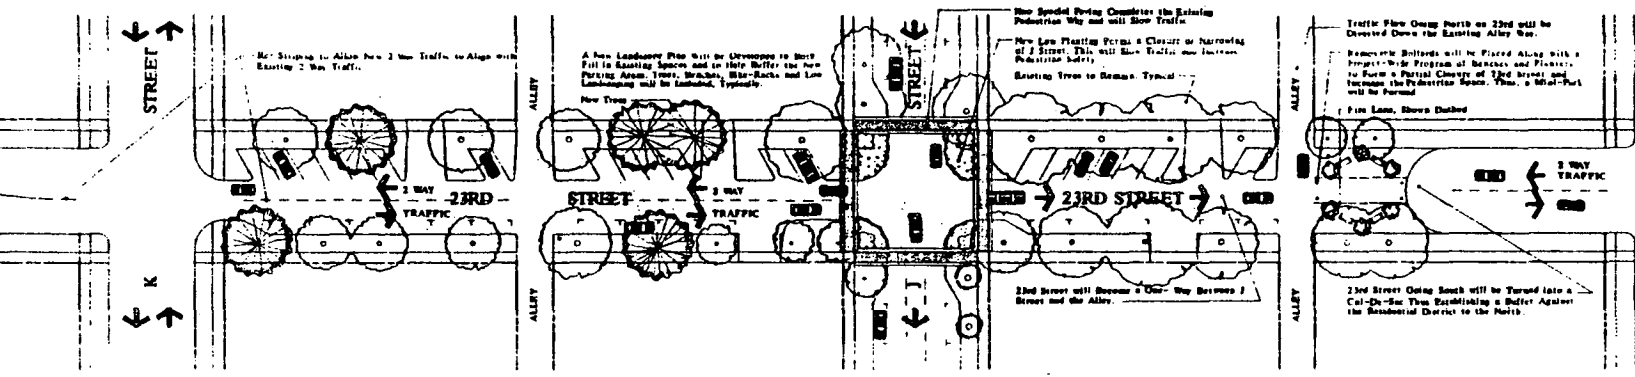 Re-Striping to Allow New 2 Way Traffic to Align with
Existing 2 Way Traffic
A New Landscape Plan will be Developed to Help
Fill in Existing Spaces and to Help Buffer the New
Parking Areas. Trees, Benches, Bike-Racks and Low
Landscaping will be Included, Typically.
New Trees
New Special Paving Completes the Existing
Pedestrian Way and will Slow Traffic
New Low Planting Forms a Closure or Narrowing
of J Street. This will Slow Traffic and Increase
Pedestrian Safety
Existing Trees to Remain, Typical
Traffic Flow Going North on 23rd will be
Diverted Down the Existing Alley Way.
Removable Bollards will be Placed Along with a
Project-Wide Program of Benches and Planters
to Form a Partial Closure of 23rd Street and
Increase the Pedestrian Space. Thus, a Mini-Park
will be Formed
Fire Lane, Shown Dashed
STREET
ALLEY
STREET
ALLEY
2 WAY
TRAFFIC
23RD
STREET
2 WAY
TRAFFIC
23RD STREET
2 WAY
TRAFFIC
K
ALLEY
J
ALLEY
23rd Street will Become a One-Way Between J
Street and the Alley.
23rd Street Going South will be Turned into a
Cul-De-Sac Thus Establishing a Buffer Against
the Residential District to the North.